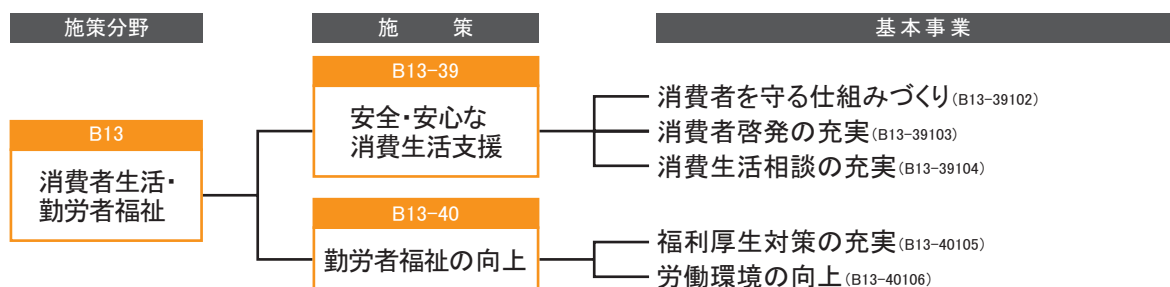 施策分野
施策
基本事業
B13
消費者生活・
勤労者福祉
B13-39
安全・安心な
消費生活支援
消費者を守る仕組みづくり(B13-39102)
消費者啓発の充実(B13-39103)
消費生活相談の充実(B13-39104)
B13-40
勤労者福祉の向上
福利厚生対策の充実(B13-40105)
労働環境の向上(B13-40106)